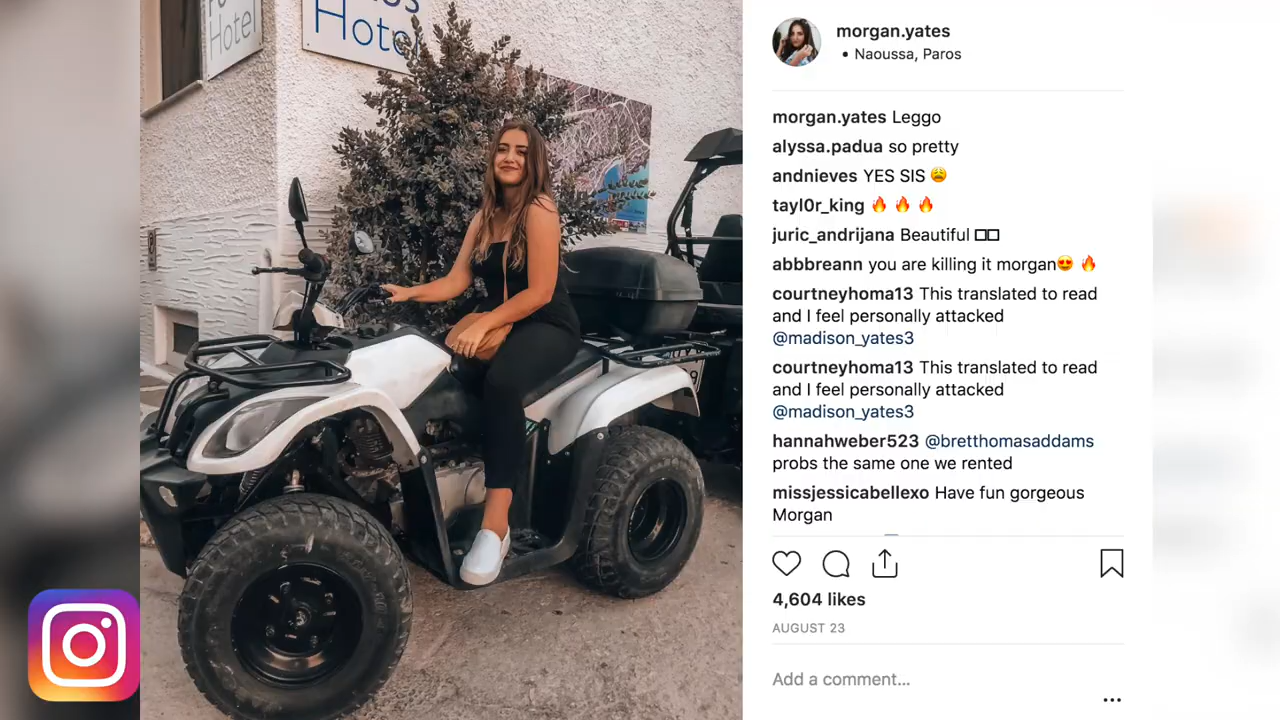 Hotel
Hote
morgan.yates
• Naoussa, Paros
morgan.yates Leggo
alyssa.padua so pretty
andnieves YES SIS 😩
tayl0r_king 🔥 🔥 🔥
juric_andrijana Beautiful □□
abbbreann you are killing it morgan😍 🔥
courtneyhoma13 This translated to read
and I feel personally attacked
@madison_yates3
courtneyhoma13 This translated to read
and I feel personally attacked
@madison_yates3
hannahweber523 @bretthomasaddams
probs the same one we rented
missjessicabellexo Have fun gorgeous
Morgan
4,604 likes
AUGUST 23
Add a comment...